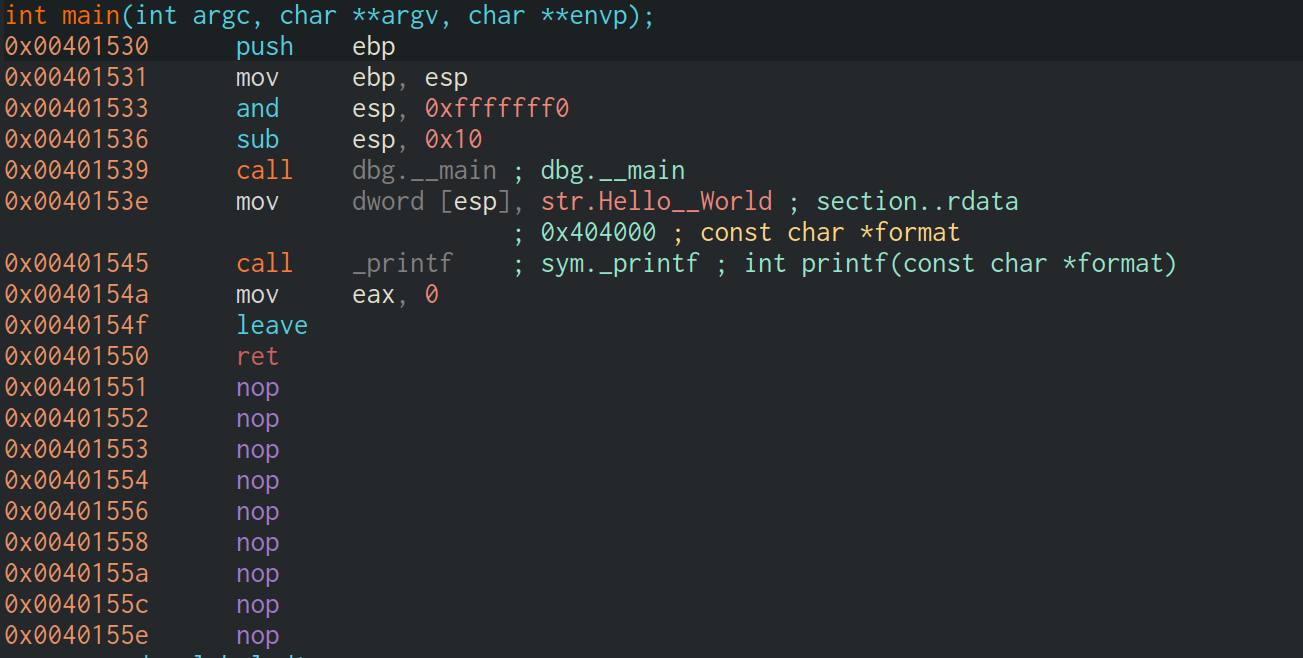 int main(int argc, char **argv, char **envp);
0x00401530 push ebp
0x00401531 mov ebp, esp
0x00401533 and esp, 0xfffffff0
0x00401536 sub esp, 0x10
0x00401539 call dbg.__main ; dbg.__main
0x0040153e mov dword [esp], str.Hello__World ; section..rdata
; 0x404000 ; const char *format
0x00401545 call _printf ; sym._printf ; int printf(const char *format)
0x0040154a mov eax, 0
0x0040154f leave
0x00401550 ret
0x00401551 nop
0x00401552 nop
0x00401553 nop
0x00401554 nop
0x00401556 nop
0x00401558 nop
0x0040155a nop
0x0040155c nop
0x0040155e nop